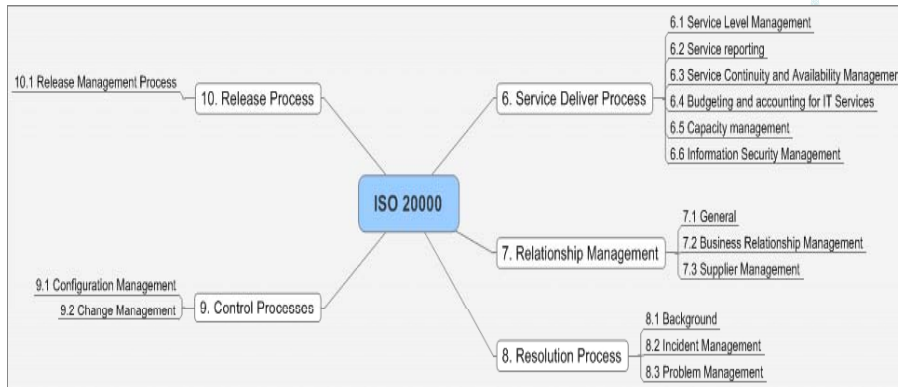 ISO 20000
6. Service Deliver Process
6.1 Service Level Management
6.2 Service reporting
6.3 Service Continuity and Availability Managemen
6.4 Budgeting and accounting for IT Services
6.5 Capacity management
6.6 Information Security Management
7. Relationship Management
7.1 General
7.2 Business Relationship Management
7.3 Supplier Management
8. Resolution Process
8.1 Background
8.2 Incident Management
8.3 Problem Management
9. Control Processes
9.1 Configuration Management
9.2 Change Management
10. Release Process
10.1 Release Management Process